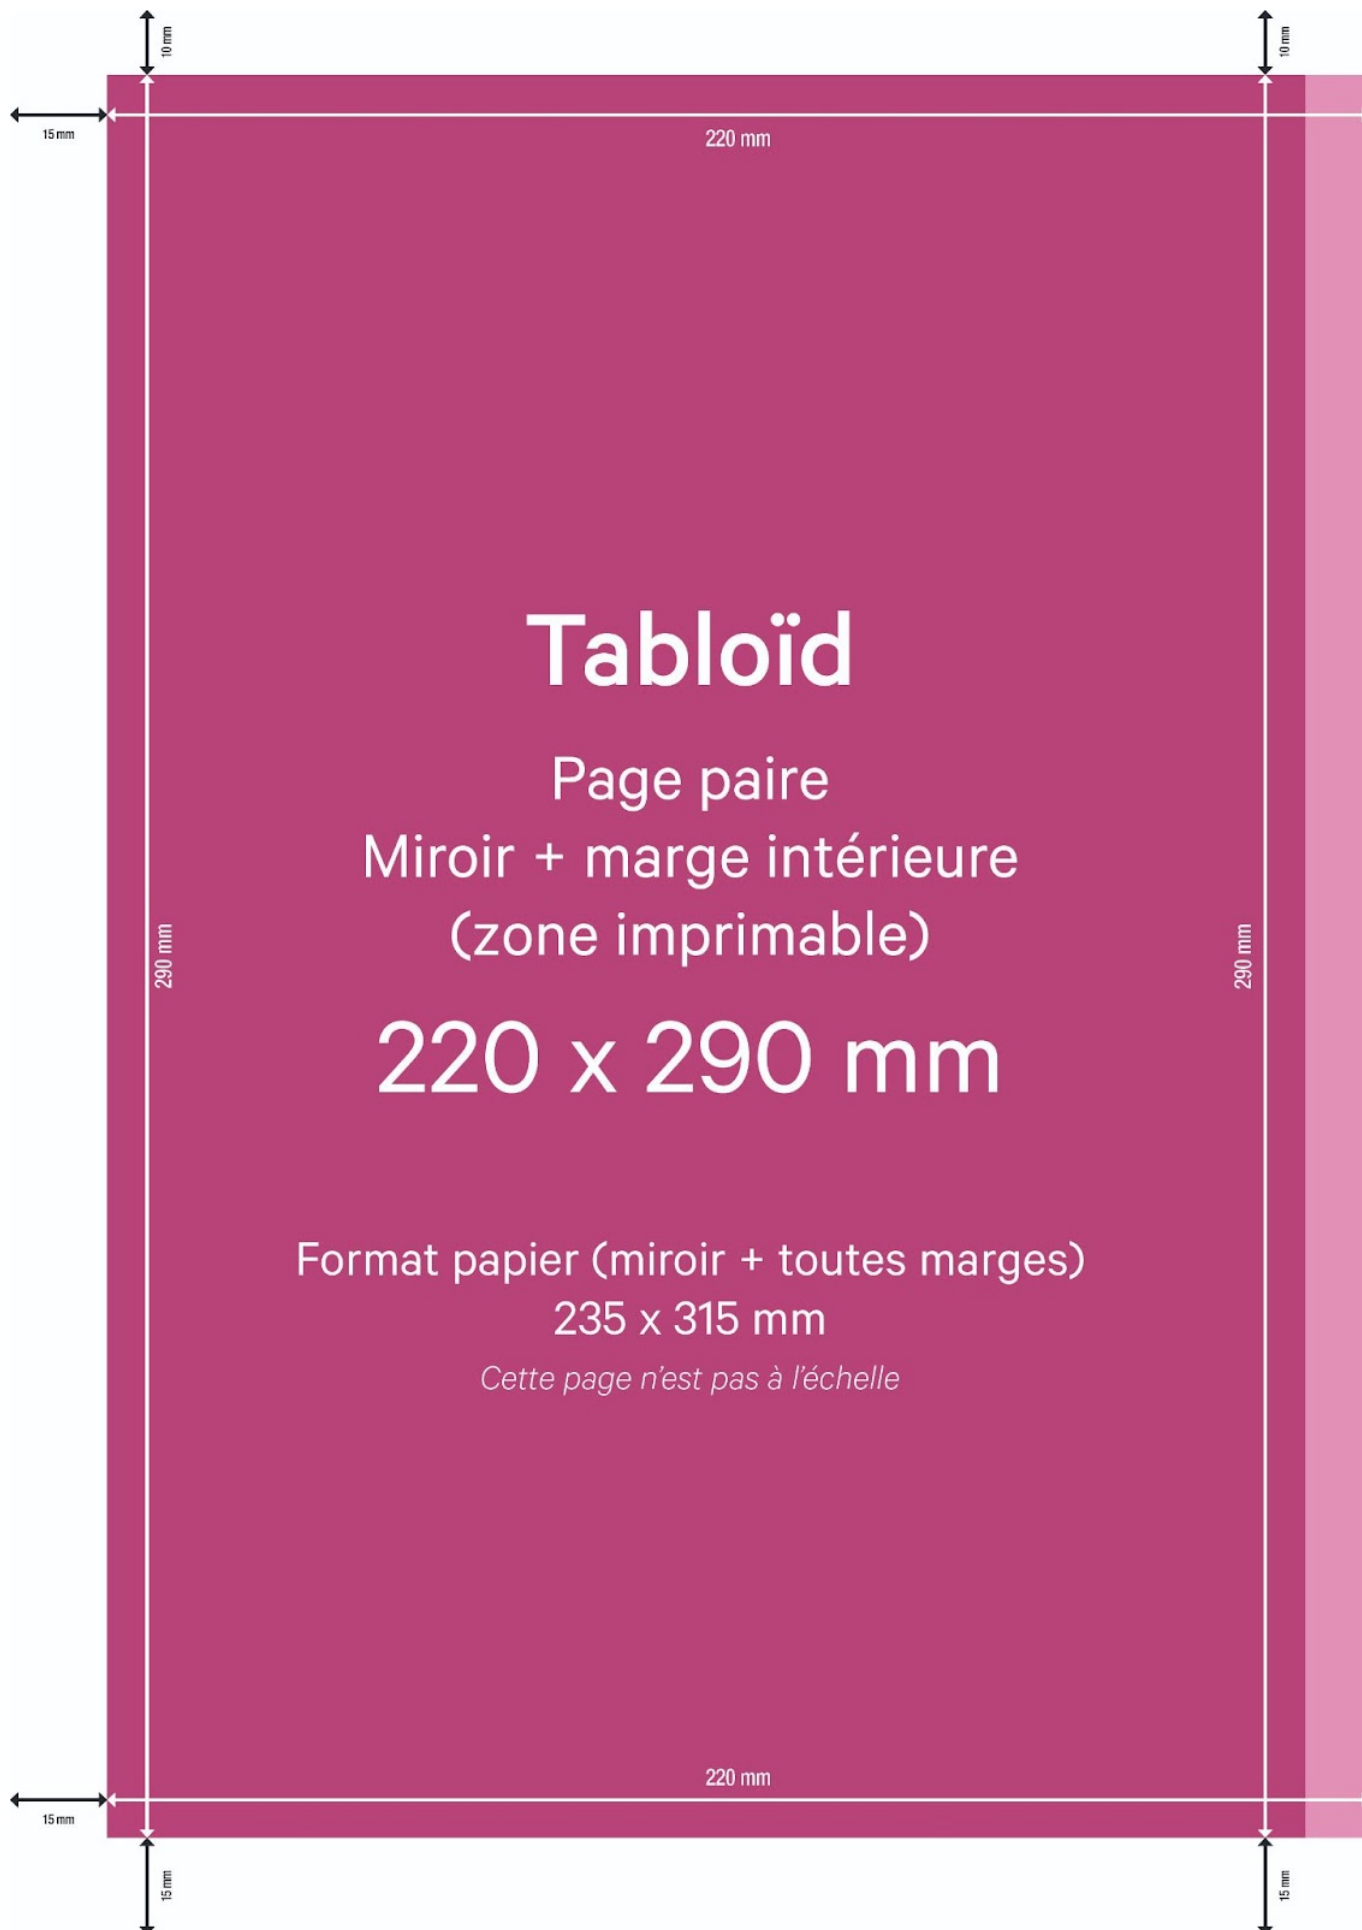 10 mm
10 mm
15 mm
220 mm
Tabloïd
Page paire
Miroir + marge intérieure
(zone imprimable)
290 mm
290 mm
220 x 290 mm
Format papier (miroir + toutes marges)
235 x 315 mm
Cette page n'est pas à l'échelle
220 mm
15 mm
15 mm
15 mm